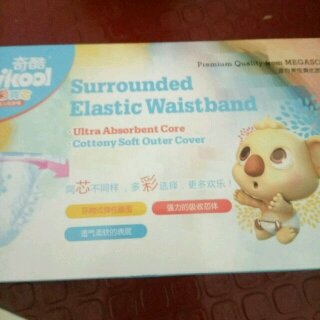 奇酷
ikool
Premium Quality from MEGASO
Surrounded
Elastic Waistband
Ultra Absorbent Core
Cottony Soft Outer Cover
同芯不同样，多彩选择，更多欢乐！
强力的吸收芯体
透气柔软的表层